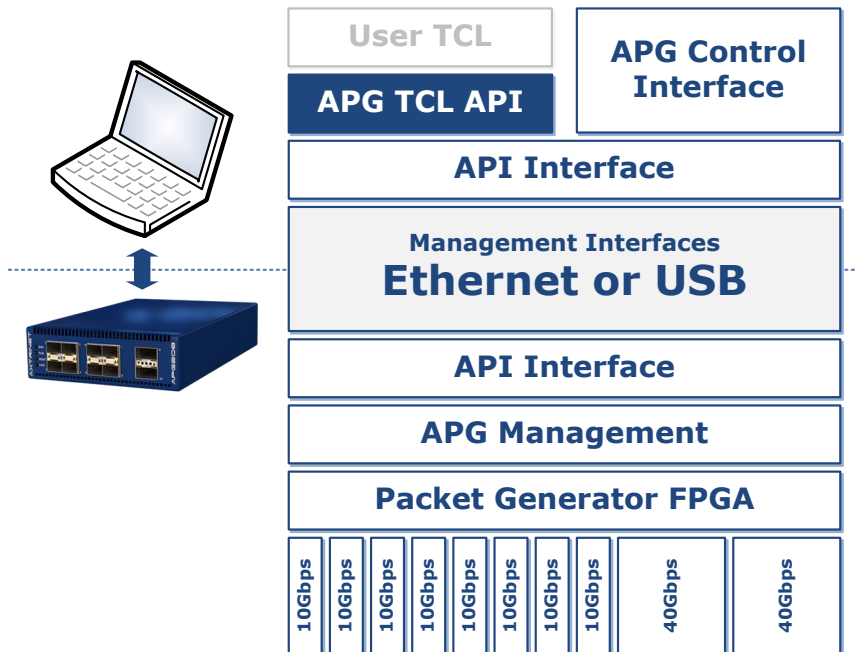 User TCL
APG TCL API
APG Control
Interface
API Interface
Management Interfaces
Ethernet or USB
API Interface
APG Management
Packet Generator FPGA
10Gbps
10Gbps
10Gbps
10Gbps
10Gbps
10Gbps
10Gbps
10Gbps
40Gbps
40Gbps